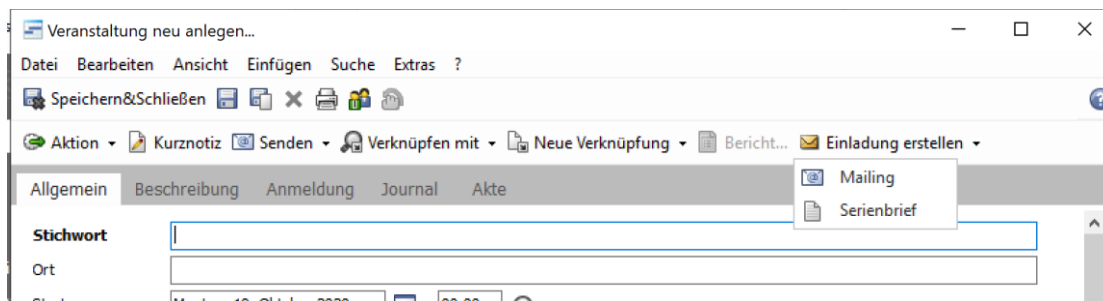 Veranstaltung neu anlegen...
Datei Bearbeiten Ansicht Einfügen Suche Extras ?
Speichern&Schließen
Aktion Kurznotiz Senden Verknüpfen mit Neue Verknüpfung Bericht... Einladung erstellen
Mailing
Serienbrief
Allgemein Beschreibung Anmeldung Journal Akte
Stichwort
Ort